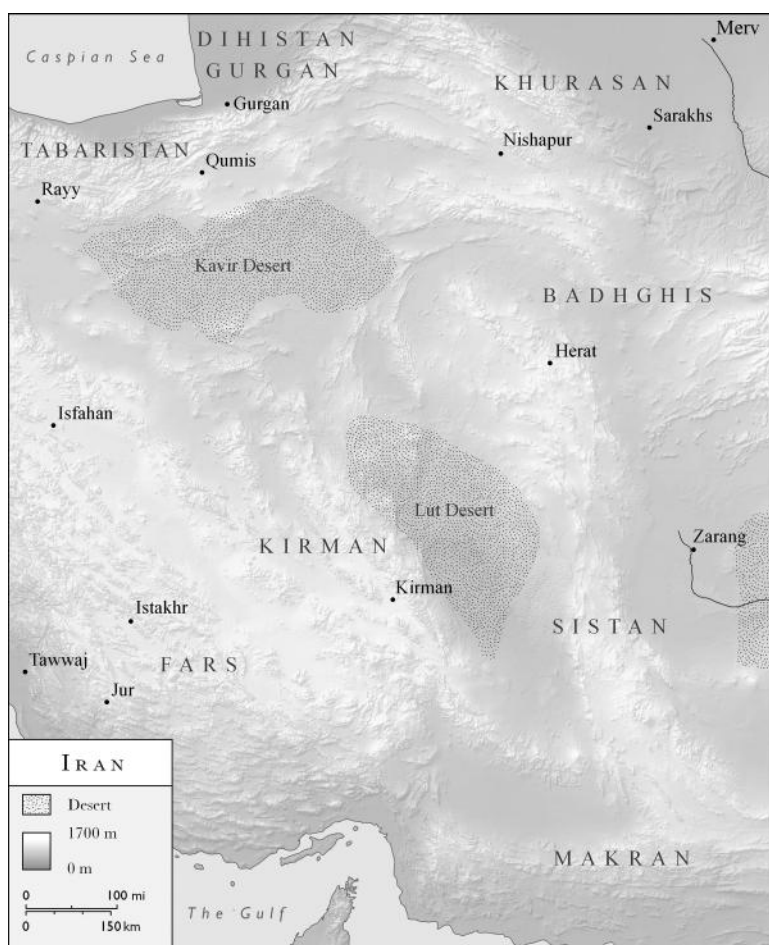 Caspian Sea
DIHISTAN
GURGAN
Gurgan
KHURASAN
Merv
Sarakhs
Nishapur
TABARISTAN
Qumis
Rayy
Kavir Desert
BADHGHIS
Herat
Isfahan
Lut Desert
Zarang
KIRMAN
Kirman
Istakhr
SISTAN
Tawwaj
FARS
Jur
IRAN
Desert
1700 m
0 m
0 100 mi
0 150 km
MAKRAN
The Gulf